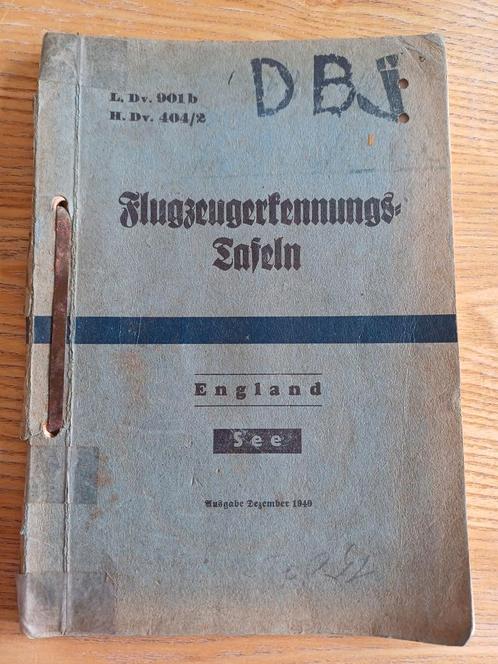 L. Dv. 901b
H. Dv. 404/2
DBJ
Flugzeugerkennungs-
Tafeln
England
See
Ausgabe Dezember 1940